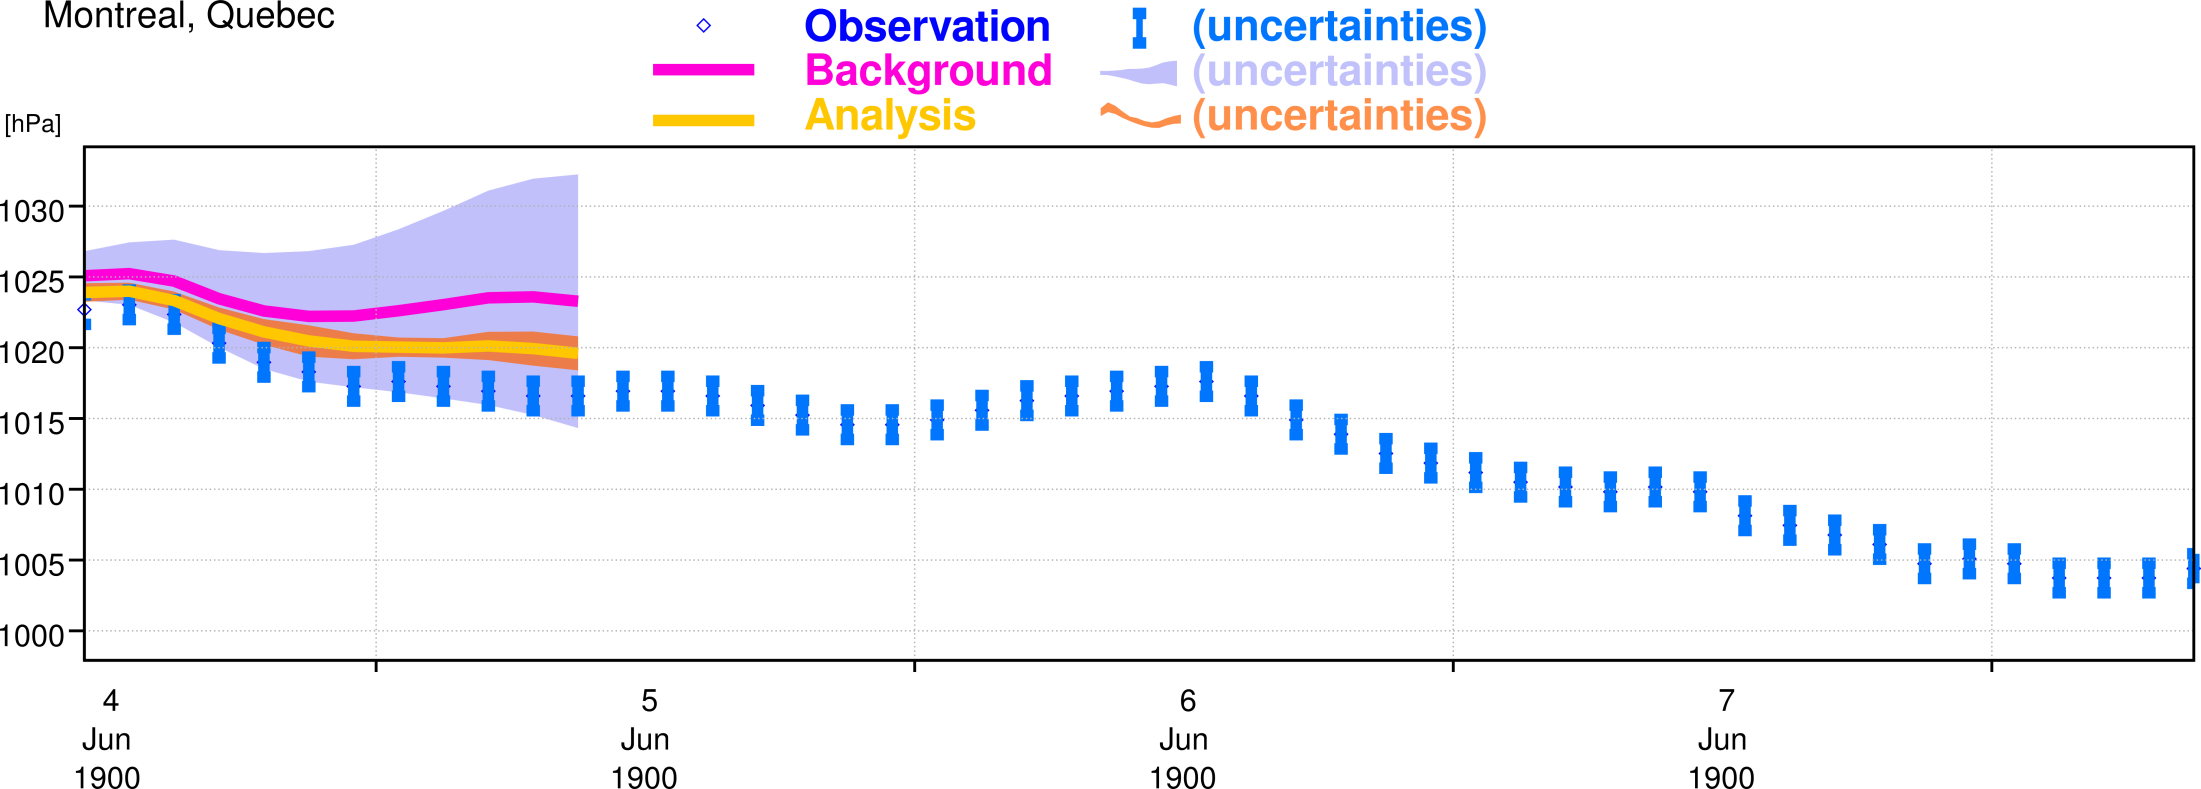 Montreal, Quebec
Observation (uncertainties)
Background (uncertainties)
Analysis (uncertainties)
[hPa]
1030
1025
1020
1015
1010
1005
1000
4 5 6 7
Jun Jun Jun Jun
1900 1900 1900 1900